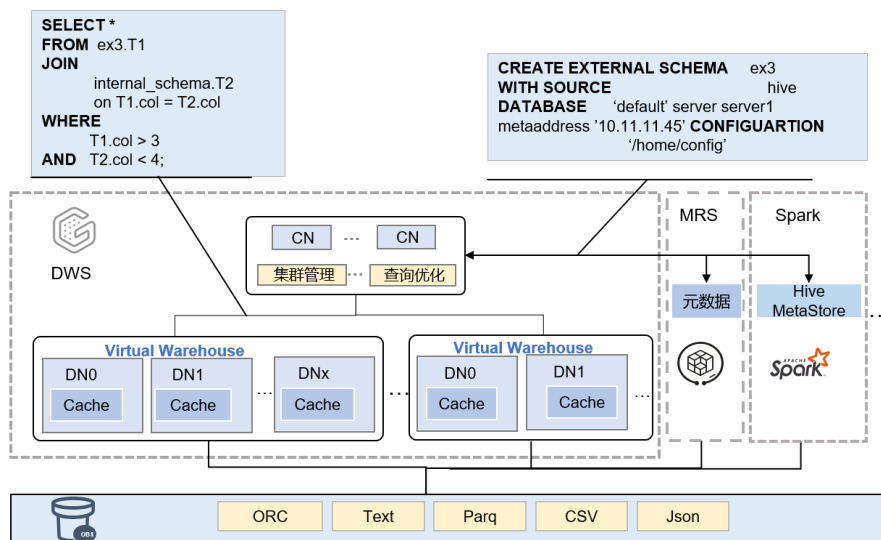 SELECT *
FROM ex3.T1
JOIN
internal_schema.T2
on T1.col = T2.col
WHERE
T1.col > 3
AND T2.col < 4;
CREATE EXTERNAL SCHEMA ex3
WITH SOURCE hive
DATABASE ‘default’ server server1
metaaddress ’10.11.11.45’ CONFIGUARTION
‘/home/config’
DWS
CN ... CN
集群管理 ... 查询优化
MRS
元数据
Spark
Hive
MetaStore
...
APACHE
Spark
Virtual Warehouse
DN0 DN1 DNx
Cache Cache ... Cache
...
Virtual Warehouse
DN0 DN1
Cache Cache ...
OBS
ORC Text Parq CSV Json